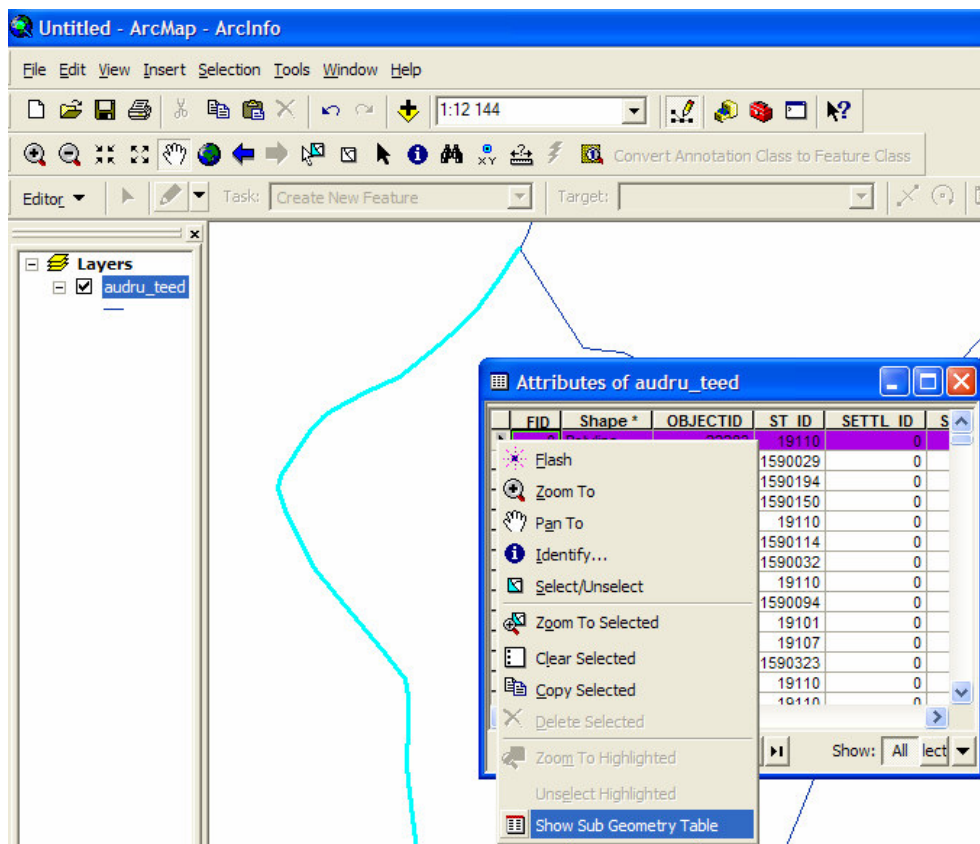 Untitled - ArcMap - ArcInfo
File Edit View Insert Selection Tools Window Help
1:12 144
Convert Annotation Class to Feature Class
Editor Task: Create New Feature Target:
Layers
audru_teed
Attributes of audru_teed
FID Shape * OBJECTID ST_ID SETTL_ID S
19110 0
1590029 0
1590194 0
1590150 0
19110 0
1590114 0
1590032 0
19110 0
1590094 0
19101 0
19107 0
1590323 0
19110 0
19110 0
Show: All lect
Flash
Zoom To
Pan To
Identify...
Select/Unselect
Zoom To Selected
Clear Selected
Copy Selected
Delete Selected
Zoom To Highlighted
Unselect Highlighted
Show Sub Geometry Table